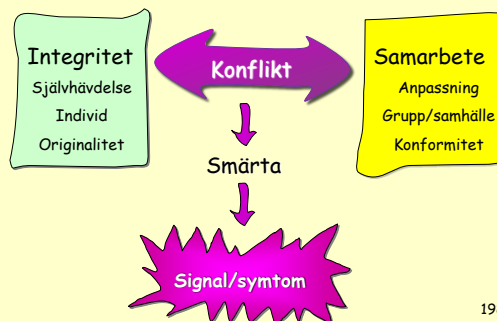 Integritet
Självhävdelse
Individ
Originalitet
Konflikt
Samarbete
Anpassning
Grupp/samhälle
Konformitet
Smärta
Signal/symtom
19